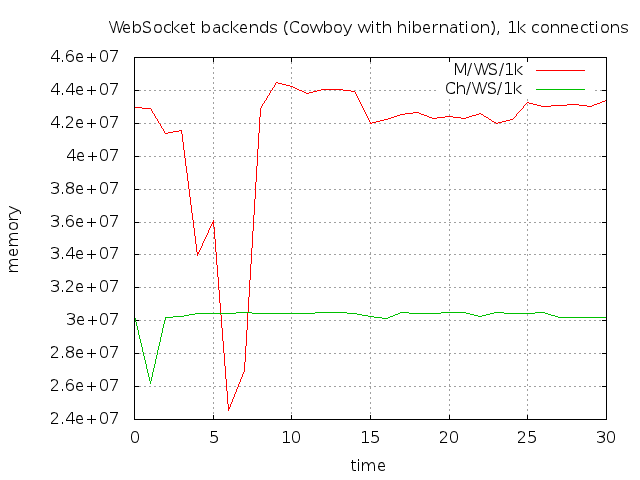 WebSocket backends (Cowboy with hibernation), 1k connections
4.6e+07
4.4e+07
4.2e+07
4e+07
3.8e+07
3.6e+07
3.4e+07
3.2e+07
3e+07
2.8e+07
2.6e+07
2.4e+07
M/WS/1k
Ch/WS/1k
memory
0 5 10 15 20 25 30
time